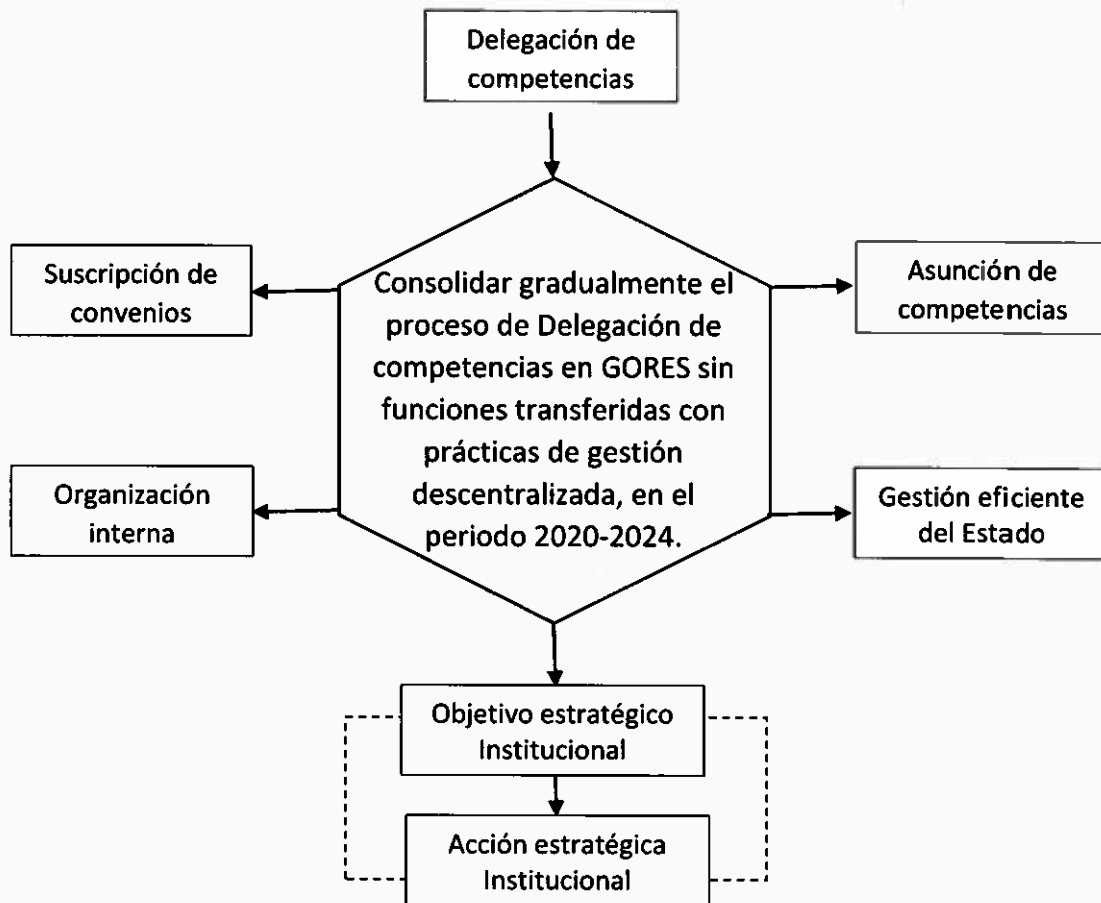 Delegación de
competencias
Suscripción de
convenios
Asunción de
competencias
Consolidar gradualmente el
proceso de Delegación de
competencias en GORES sin
funciones transferidas con
prácticas de gestión
descentralizada, en el
periodo 2020-2024.
Organización
interna
Gestión eficiente
del Estado
Objetivo estratégico
Institucional
Acción estratégica
Institucional